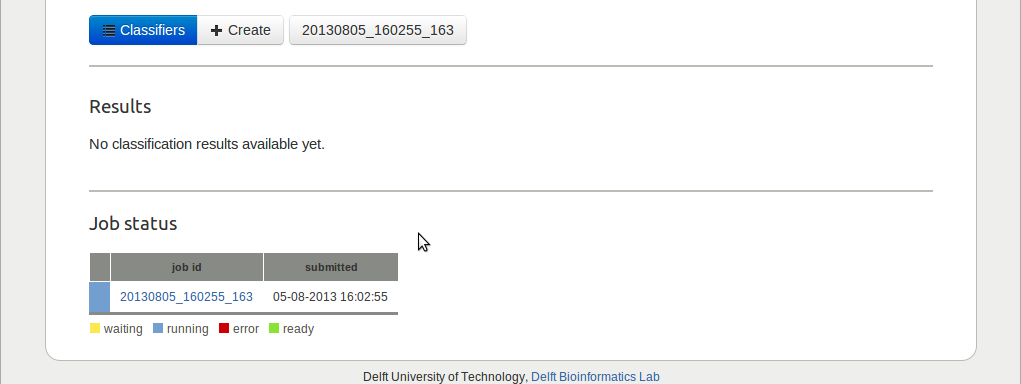 Classifiers Create 20130805_160255_163
Results
No classification results available yet.
Job status
job id submitted
20130805_160255_163 05-08-2013 16:02:55
waiting running error ready
Delft University of Technology, Delft Bioinformatics Lab